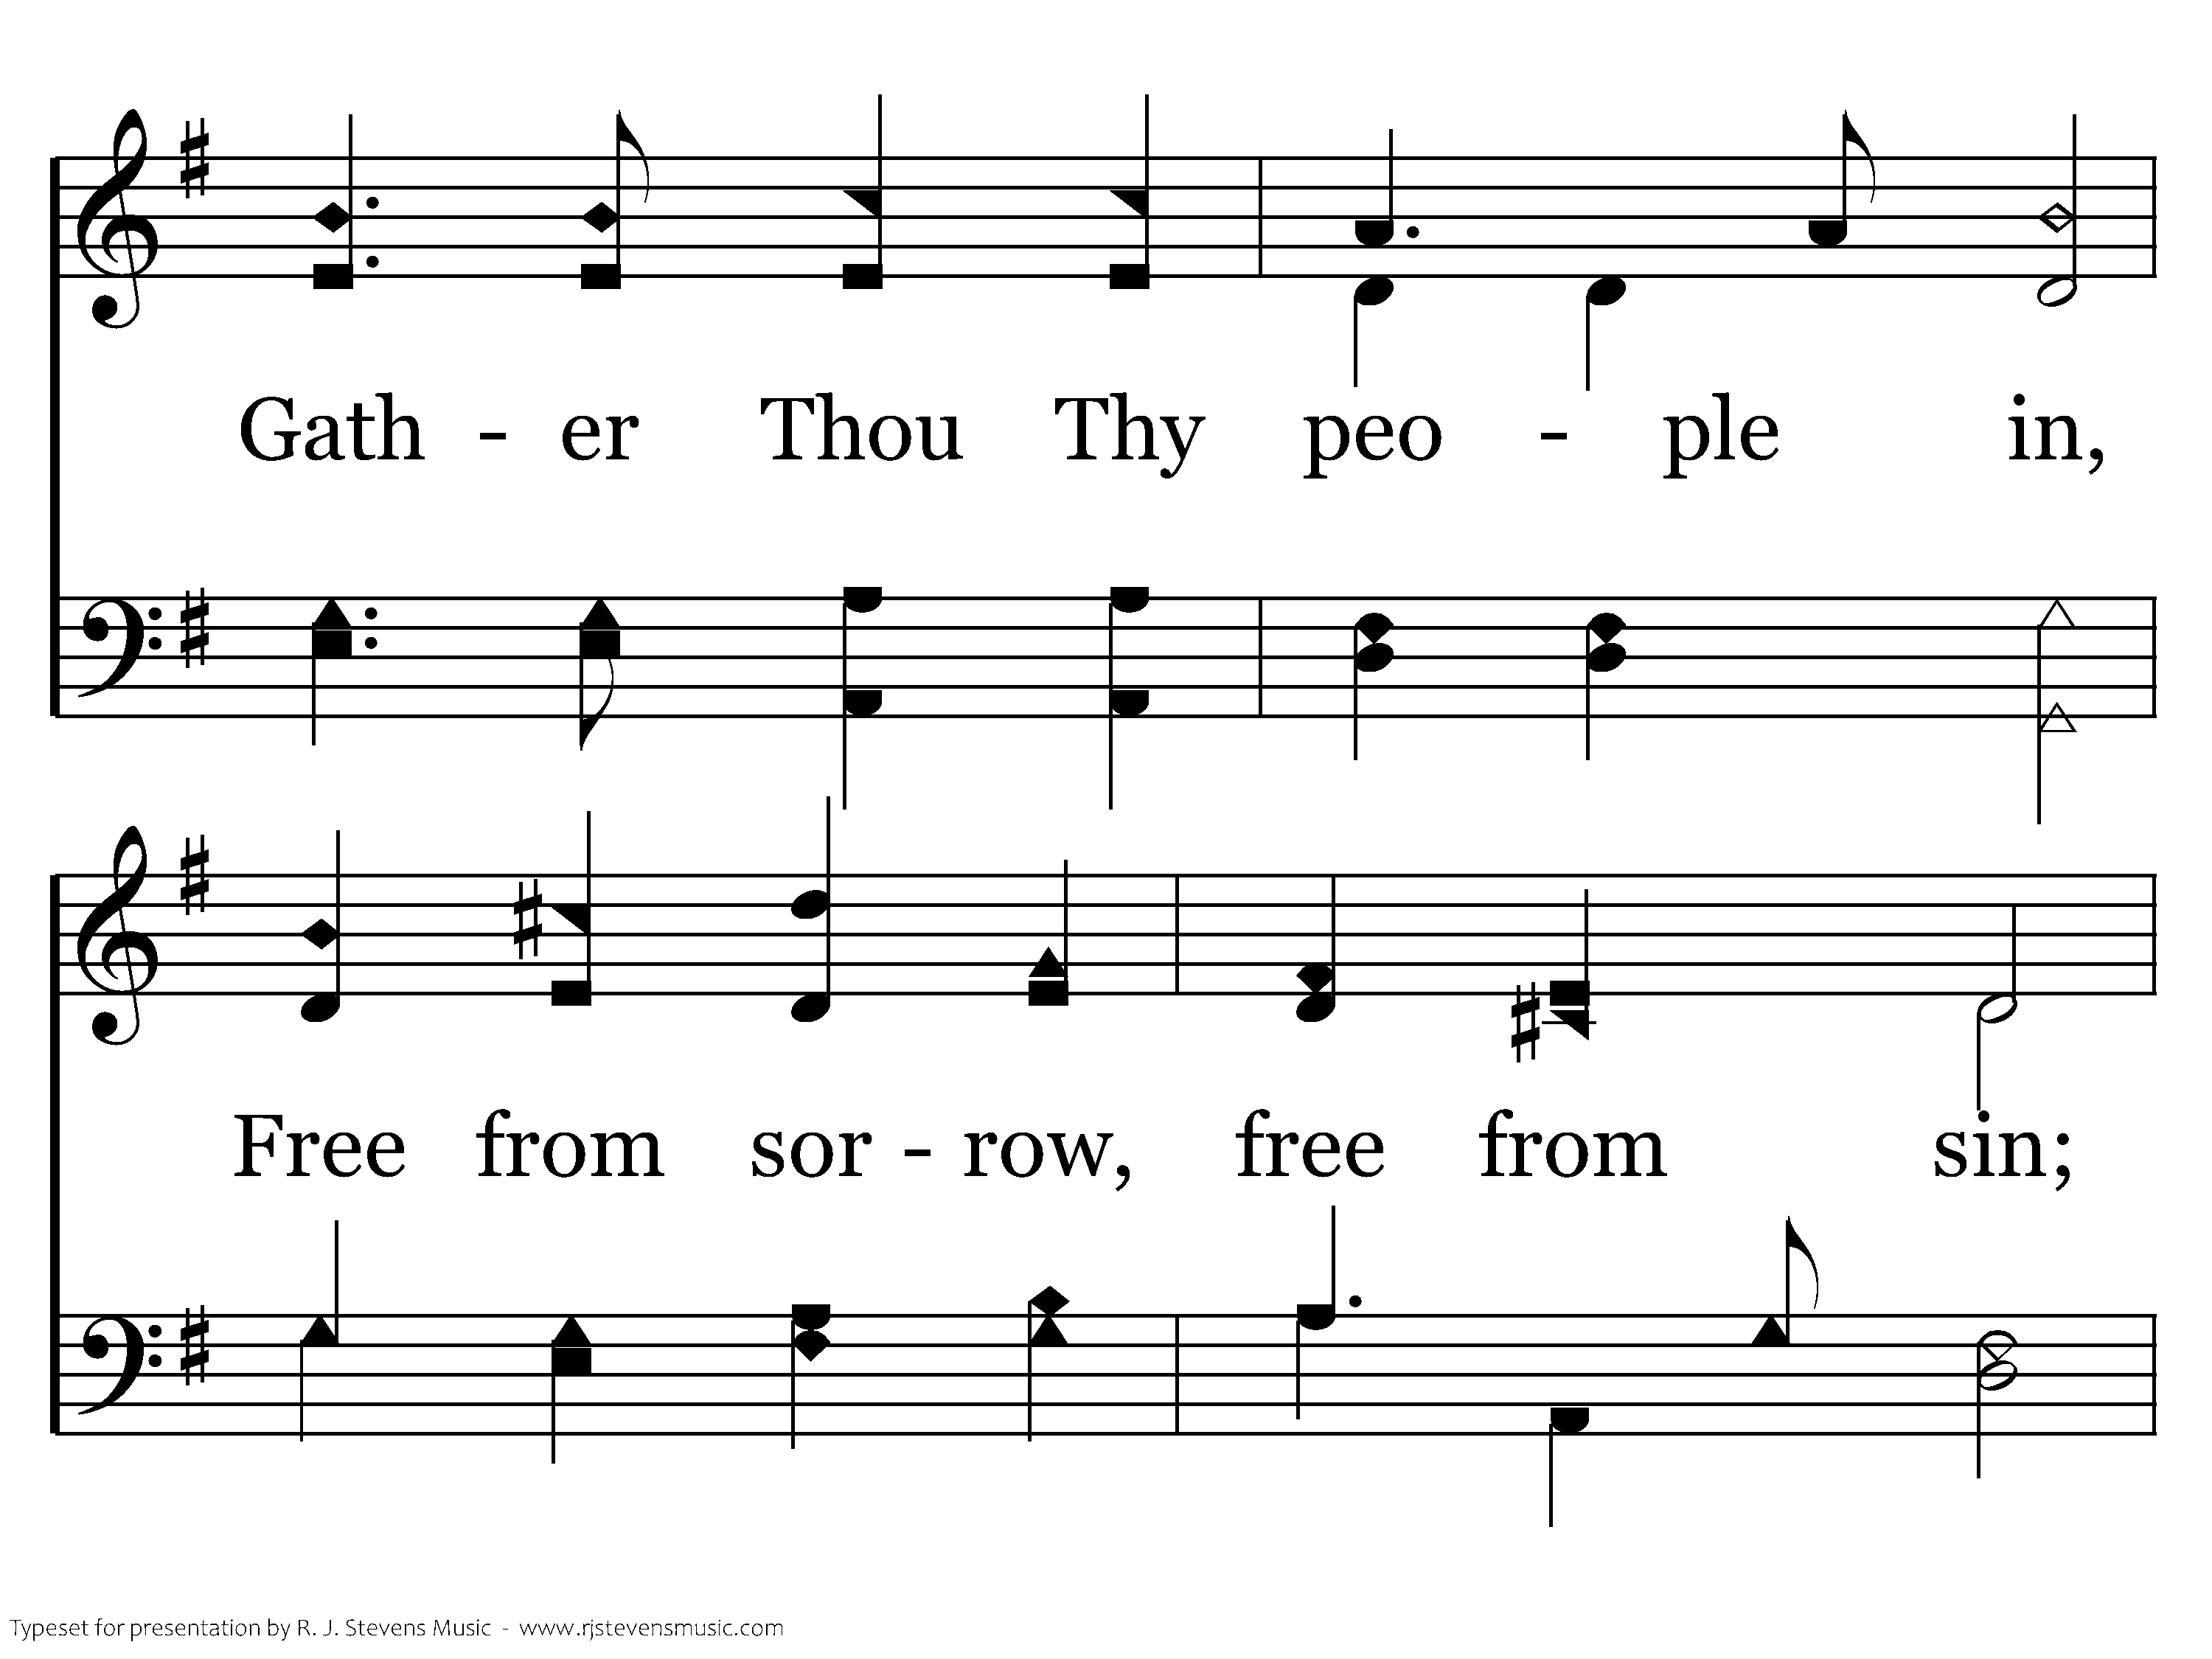 Gath - er Thou Thy peo - ple in,
Free from sor - row, free from sin;
Typeset for presentation by R. J. Stevens Music - www.rjstevensmusic.com